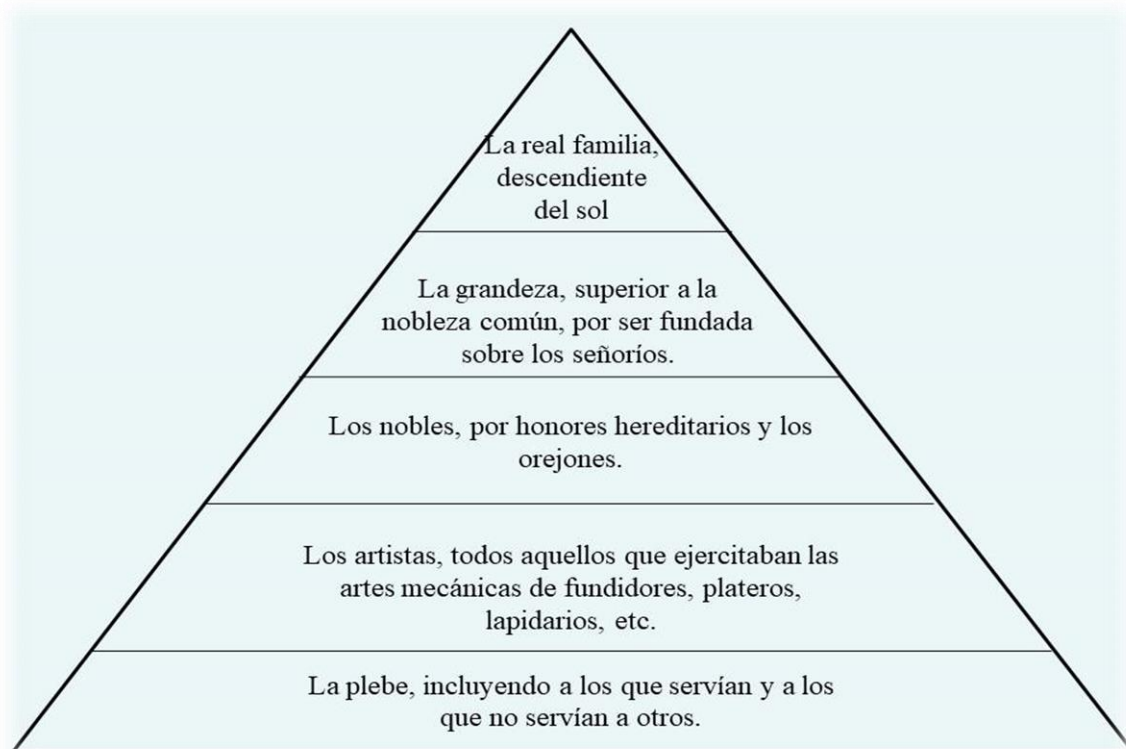 La real familia,
descendiente
del sol
La grandeza, superior a la
nobleza común, por ser fundada
sobre los señoríos.
Los nobles, por honores hereditarios y los
orejones.
Los artistas, todos aquellos que ejercitaban las
artes mecánicas de fundidores, plateros,
lapidarios, etc.
La plebe, incluyendo a los que servían y a los
que no servían a otros.